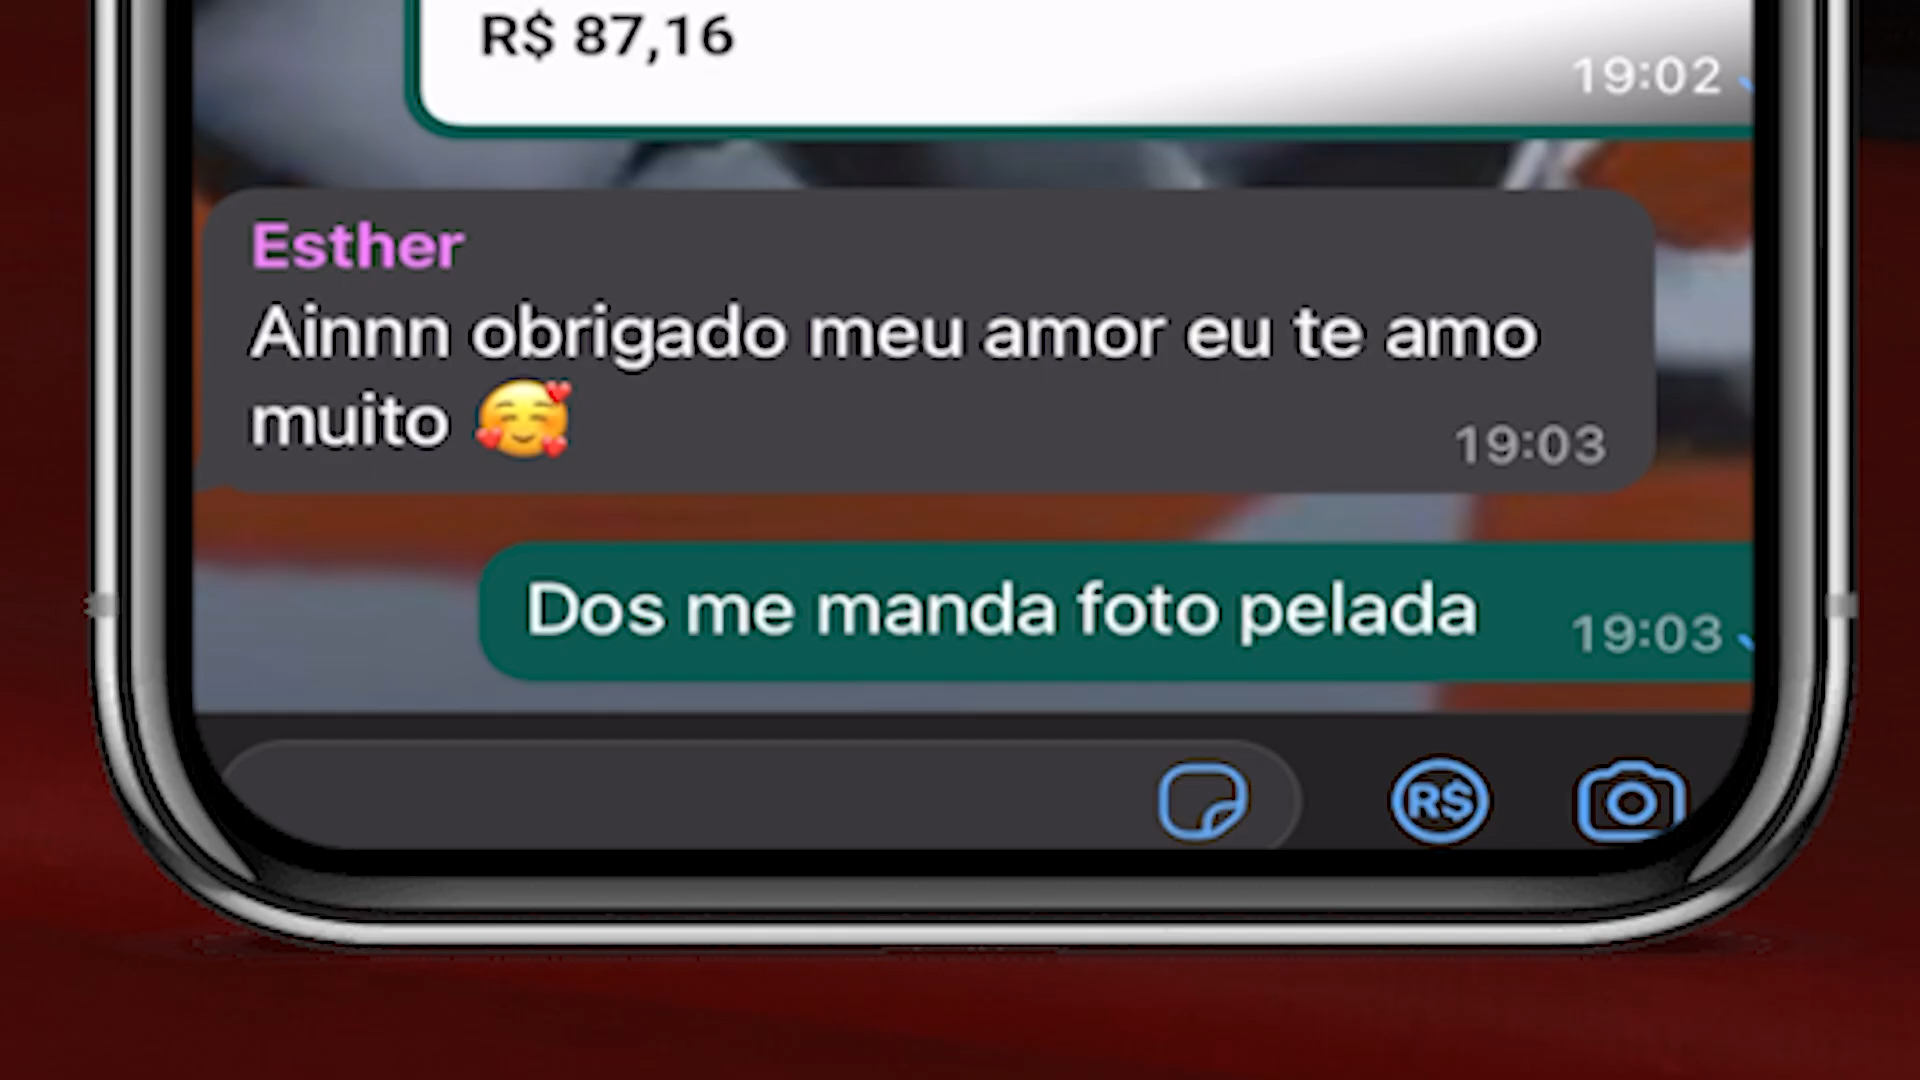 R$ 87,16
19:02
Esther
Ainnn obrigado meu amor eu te amo
muito 🥰
19:03
Dos me manda foto pelada
19:03
R$